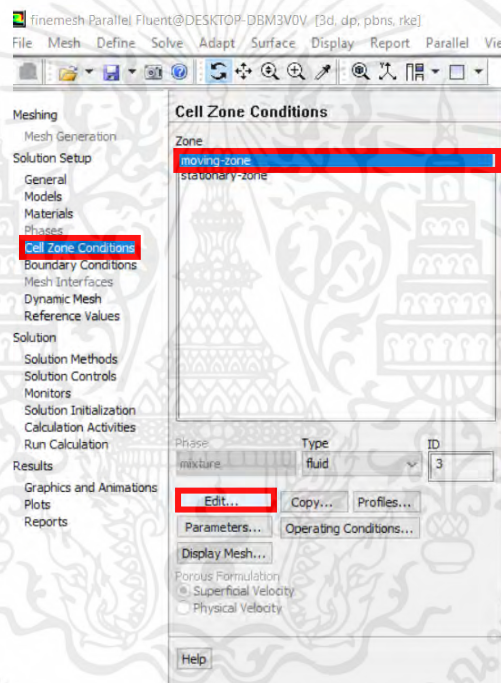 finemesh Parallel Fluent@DESKTOP-DBM3V0V [3d, dp, pbns, rke]
File Mesh Define Solve Adapt Surface Display Report Parallel Vie
Meshing
Mesh Generation
Solution Setup
General
Models
Materials
Phases
Cell Zone Conditions
Boundary Conditions
Mesh Interfaces
Dynamic Mesh
Reference Values
Solution
Solution Methods
Solution Controls
Monitors
Solution Initialization
Calculation Activities
Run Calculation
Results
Graphics and Animations
Plots
Reports
Cell Zone Conditions
Zone
moving-zone
stationary-zone
Phase Type ID
mixture fluid 3
Edit... Copy... Profiles...
Parameters... Operating Conditions...
Display Mesh...
Porous Formulation
Superficial Velocity
Physical Velocity
Help